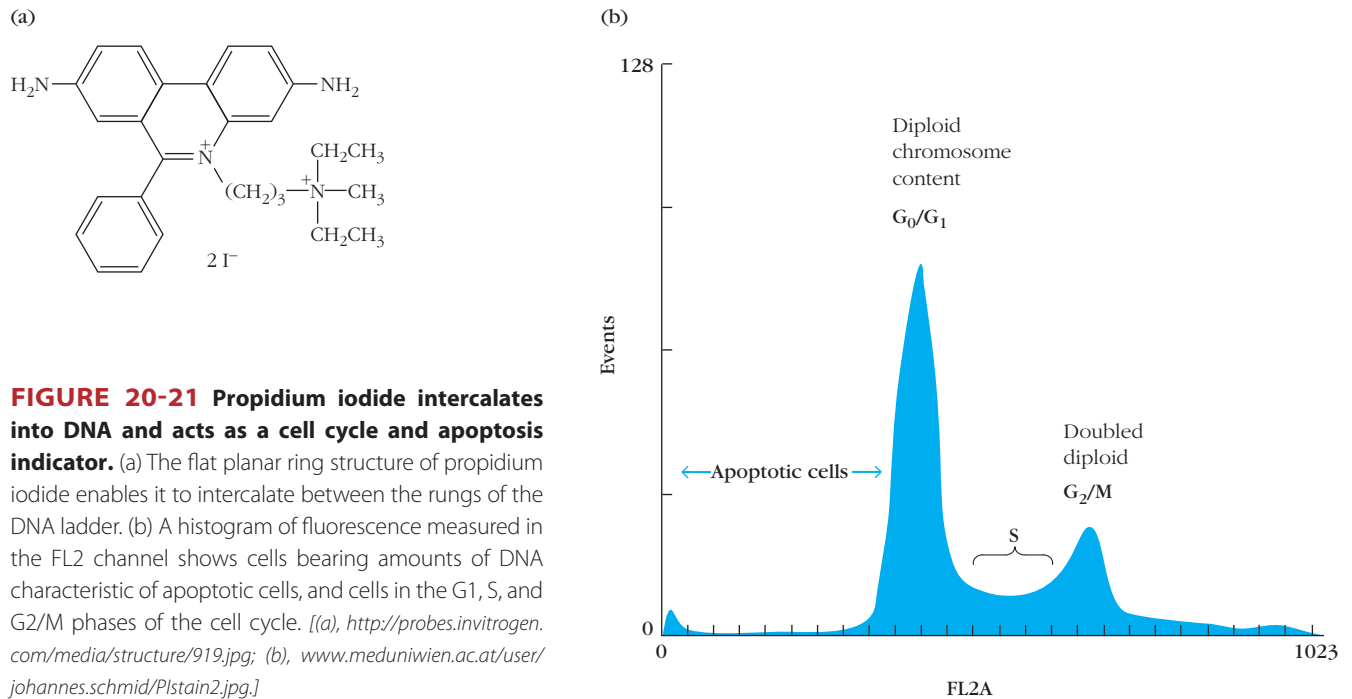 (a)
H₂N
NH₂
+
N
CH₂CH₃
+
(CH₂)₃—N—CH₃
CH₂CH₃
2 I⁻
FIGURE 20-21 Propidium iodide intercalates
into DNA and acts as a cell cycle and apoptosis
indicator. (a) The flat planar ring structure of propidium
iodide enables it to intercalate between the rungs of the
DNA ladder. (b) A histogram of fluorescence measured in
the FL2 channel shows cells bearing amounts of DNA
characteristic of apoptotic cells, and cells in the G1, S, and
G2/M phases of the cell cycle. [(a), http://probes.invitrogen.
com/media/structure/919.jpg; (b), www.meduniwien.ac.at/user/
johannes.schmid/PIstain2.jpg.]
(b)
128
Diploid
chromosome
content
G₀/G₁
Events
Doubled
diploid
G₂/M
Apoptotic cells
S
0
0
1023
FL2A